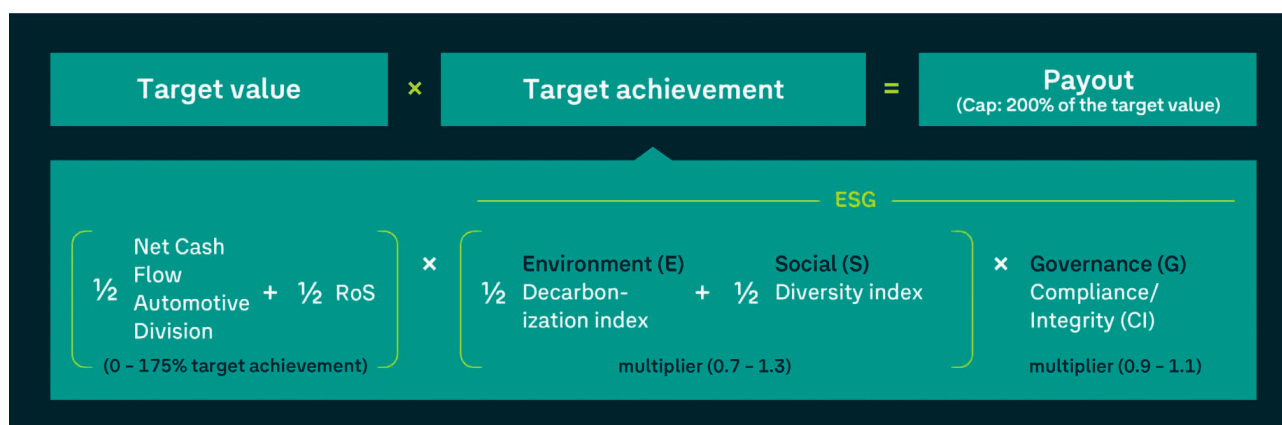 Target value × Target achievement = Payout
(Cap: 200% of the target value)
ESG
½ Net Cash
Flow
Automotive
Division
+ ½ RoS
(0 – 175% target achievement)
×
½ Environment (E)
Decarbon-
ization index
+ ½ Social (S)
Diversity index
multiplier (0.7 – 1.3)
× Governance (G)
Compliance/
Integrity (CI)
multiplier (0.9 – 1.1)